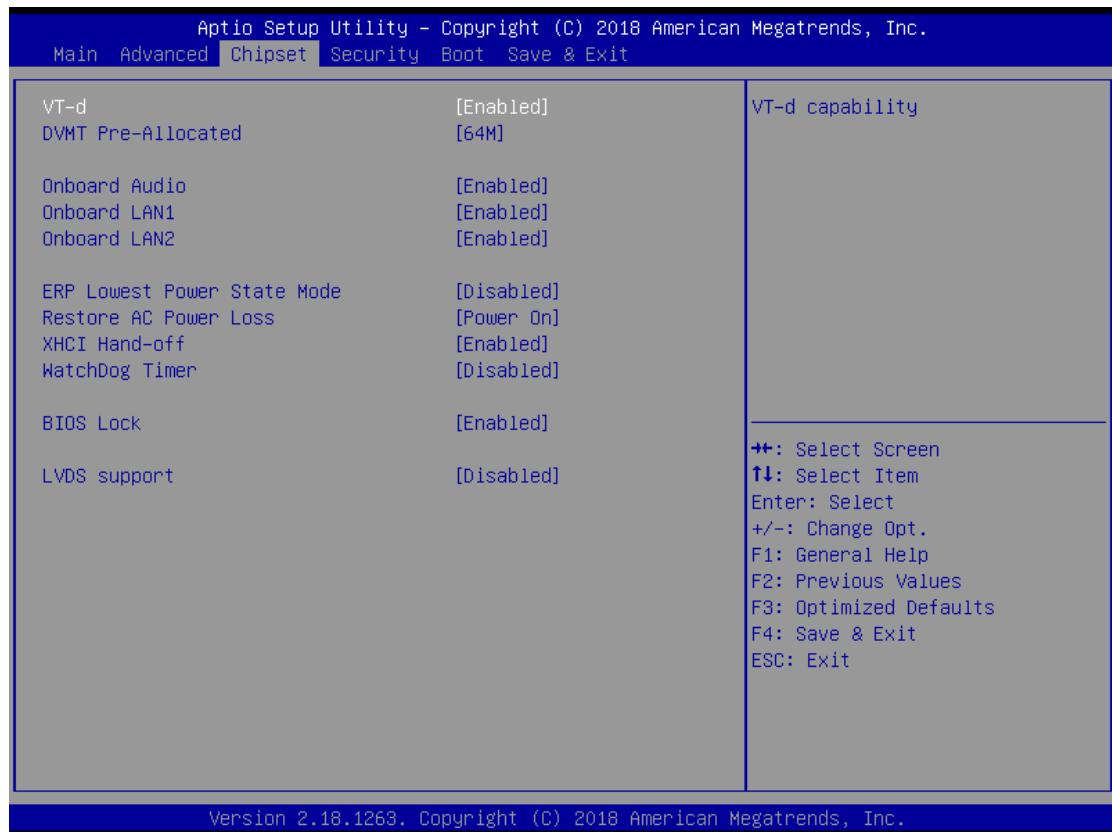 Aptio Setup Utility – Copyright (C) 2018 American Megatrends, Inc.
Main Advanced Chipset Security Boot Save & Exit
VT-d [Enabled]
DVMT Pre-Allocated [64M]
Onboard Audio [Enabled]
Onboard LAN1 [Enabled]
Onboard LAN2 [Enabled]
ERP Lowest Power State Mode [Disabled]
Restore AC Power Loss [Power On]
XHCI Hand-off [Enabled]
WatchDog Timer [Disabled]
BIOS Lock [Enabled]
LVDS support [Disabled]
VT-d capability
→←: Select Screen
↑↓: Select Item
Enter: Select
+/-: Change Opt.
F1: General Help
F2: Previous Values
F3: Optimized Defaults
F4: Save & Exit
ESC: Exit
Version 2.18.1263. Copyright (C) 2018 American Megatrends, Inc.